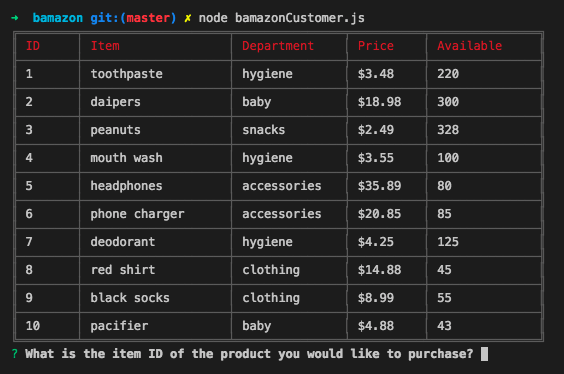 ➜ bamazon git:(master) ✗ node bamazonCustomer.js
ID Item Department Price Available
1 toothpaste hygiene $3.48 220
2 daipers baby $18.98 300
3 peanuts snacks $2.49 328
4 mouth wash hygiene $3.55 100
5 headphones accessories $35.89 80
6 phone charger accessories $20.85 85
7 deodorant hygiene $4.25 125
8 red shirt clothing $14.88 45
9 black socks clothing $8.99 55
10 pacifier baby $4.88 43
? What is the item ID of the product you would like to purchase?